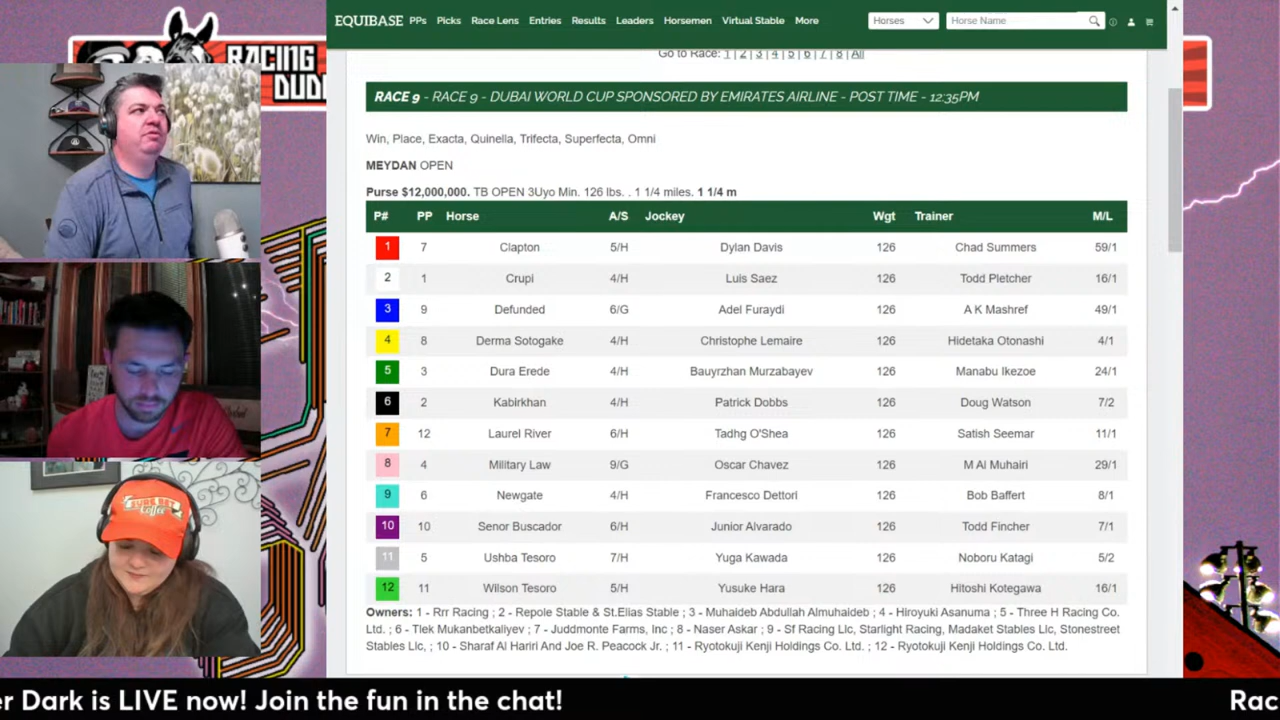 RACING
DUD
EQUIBASE PPs Picks Race Lens Entries Results Leaders Horsemen Virtual Stable More Horses Horse Name
Go to Race: 1 | 2 | 3 | 4 | 5 | 6 | 7 | 8 | All
RACE 9 - RACE 9 - DUBAI WORLD CUP SPONSORED BY EMIRATES AIRLINE - POST TIME - 12:35PM
Win, Place, Exacta, Quinella, Trifecta, Superfecta, Omni
MEYDAN OPEN
Purse $12,000,000. TB OPEN 3Uyo Min. 126 lbs. . 1 1/4 miles. 1 1/4 m
P# PP Horse A/S Jockey Wgt Trainer M/L
1 7 Clapton 5/H Dylan Davis 126 Chad Summers 59/1
2 1 Crupi 4/H Luis Saez 126 Todd Pletcher 16/1
3 9 Defunded 6/G Adel Furaydi 126 A K Mashref 49/1
4 8 Derma Sotogake 4/H Christophe Lemaire 126 Hidetaka Otonashi 4/1
5 3 Dura Erede 4/H Bauyrzhan Murzabayev 126 Manabu Ikezoe 24/1
6 2 Kabirkhan 4/H Patrick Dobbs 126 Doug Watson 7/2
7 12 Laurel River 6/H Tadhg O'Shea 126 Satish Seemar 11/1
8 4 Military Law 9/G Oscar Chavez 126 M Al Muhairi 29/1
9 6 Newgate 4/H Francesco Dettori 126 Bob Baffert 8/1
10 10 Senor Buscador 6/H Junior Alvarado 126 Todd Fincher 7/1
11 5 Ushba Tesoro 7/H Yuga Kawada 126 Noboru Katagi 5/2
12 11 Wilson Tesoro 5/H Yusuke Hara 126 Hitoshi Kotegawa 16/1
Owners: 1 - Rrr Racing ; 2 - Repole Stable & St.Elias Stable ; 3 - Muhaideb Abdullah Almuhaideb ; 4 - Hiroyuki Asanuma ; 5 - Three H Racing Co.
Ltd. ; 6 - Tlek Mukanbetkaliyev ; 7 - Juddmonte Farms, Inc ; 8 - Naser Askar ; 9 - Sf Racing Llc, Starlight Racing, Madaket Stables Llc, Stonestreet
Stables Llc, ; 10 - Sharaf Al Hariri And Joe R. Peacock Jr. ; 11 - Ryotokuji Kenji Holdings Co. Ltd. ; 12 - Ryotokuji Kenji Holdings Co. Ltd.
SURE BET
Coffee
er Dark is LIVE now! Join the fun in the chat! Rac